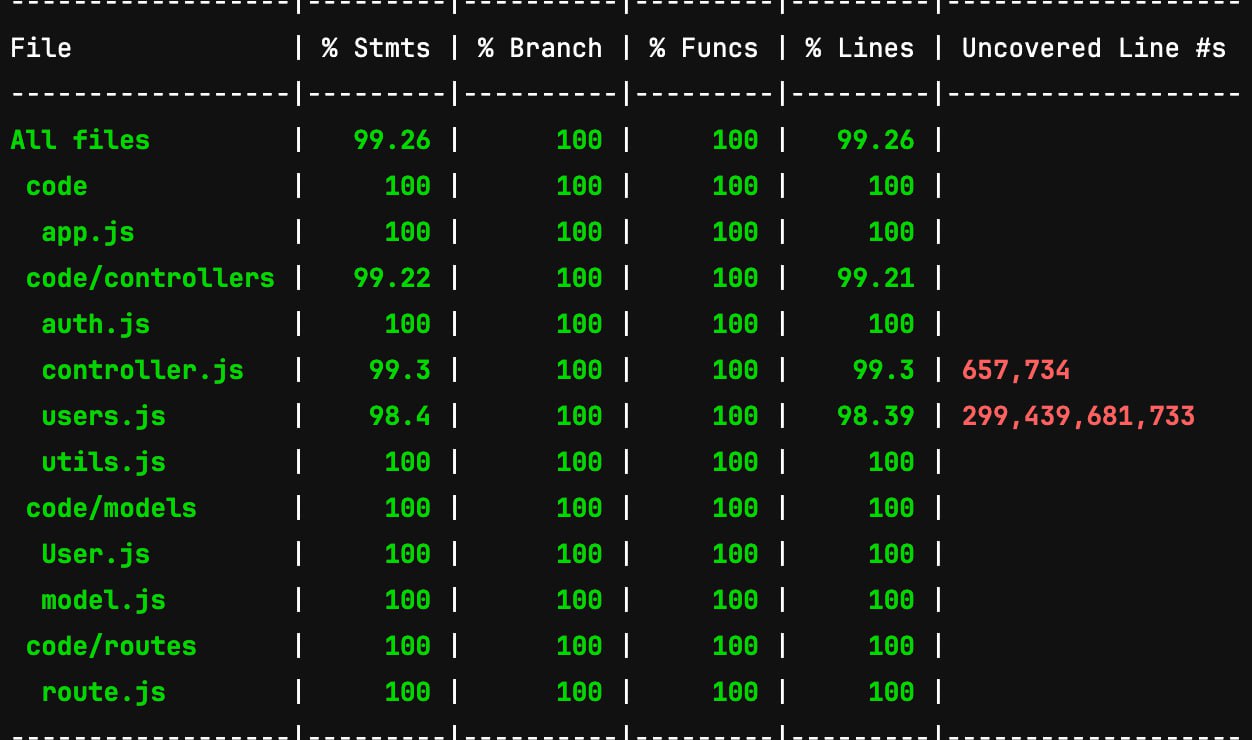 -----------------|---------|----------|---------|---------|-------------------
File             | % Stmts | % Branch | % Funcs | % Lines | Uncovered Line #s
-----------------|---------|----------|---------|---------|-------------------
All files        |   99.26 |      100 |     100 |   99.26 |
 code            |     100 |      100 |     100 |     100 |
  app.js         |     100 |      100 |     100 |     100 |
 code/controllers |   99.22 |      100 |     100 |   99.21 |
  auth.js        |     100 |      100 |     100 |     100 |
  controller.js  |    99.3 |      100 |     100 |    99.3 | 657,734
  users.js       |    98.4 |      100 |     100 |   98.39 | 299,439,681,733
  utils.js       |     100 |      100 |     100 |     100 |
 code/models     |     100 |      100 |     100 |     100 |
  User.js        |     100 |      100 |     100 |     100 |
  model.js       |     100 |      100 |     100 |     100 |
 code/routes     |     100 |      100 |     100 |     100 |
  route.js       |     100 |      100 |     100 |     100 |
-----------------|---------|----------|---------|---------|-------------------